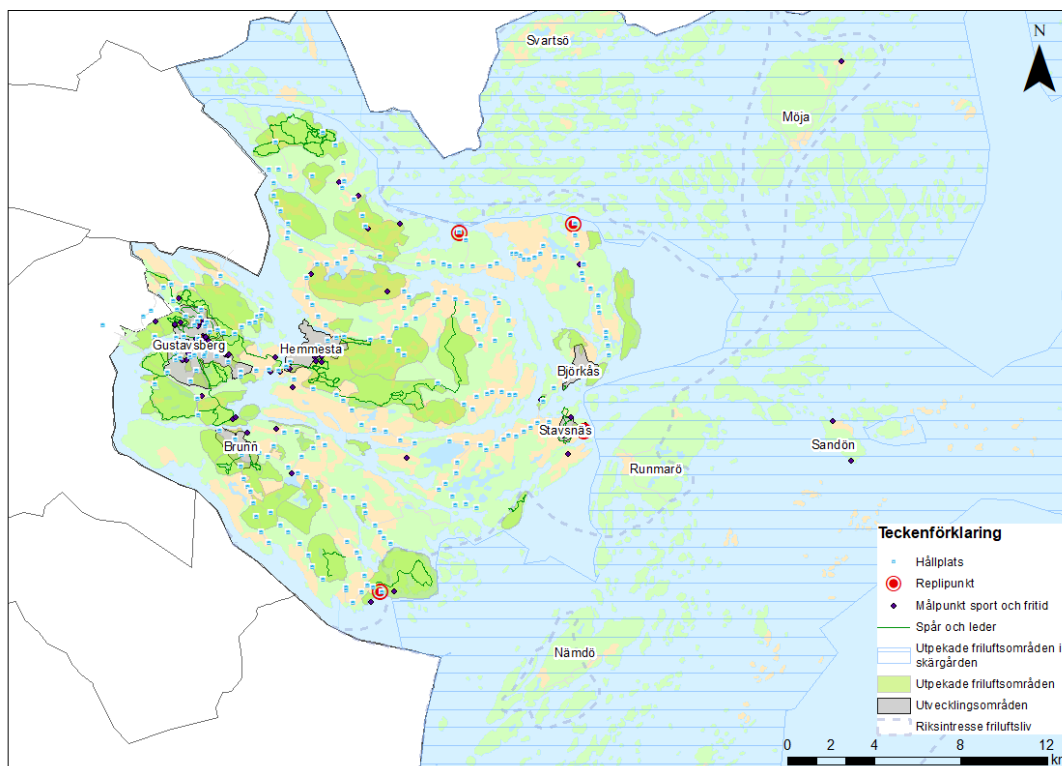 Svartsö
N
Möja
Gustavsberg
Hemmesta
Björkås
Stavsnäs
Brunn
Runmarö
Sandön
Nämdö
Teckenförklaring
Hållplats
Replipunkt
Målpunkt sport och fritid
Spår och leder
Utpekade friluftsområden i
skärgården
Utpekade friluftsområden
Utvecklingsområden
Riksintresse friluftsliv
0 2 4 8 12
km